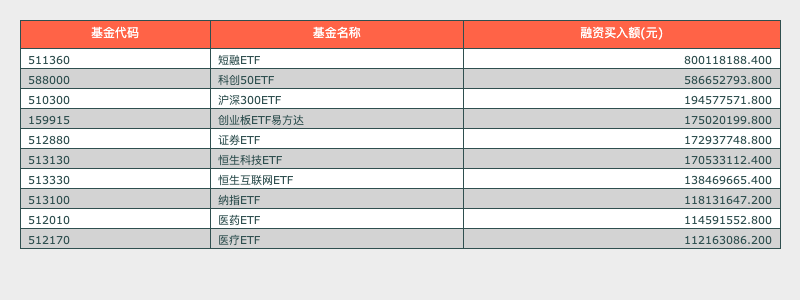 基金代码 基金名称 融资买入额(元)
511360 短融ETF 800118188.400
588000 科创50ETF 586652793.800
510300 沪深300ETF 194577571.800
159915 创业板ETF易方达 175020199.800
512880 证券ETF 172937748.800
513130 恒生科技ETF 170533112.400
513330 恒生互联网ETF 138469665.400
513100 纳指ETF 118131647.200
512010 医药ETF 114591552.800
512170 医疗ETF 112163086.200